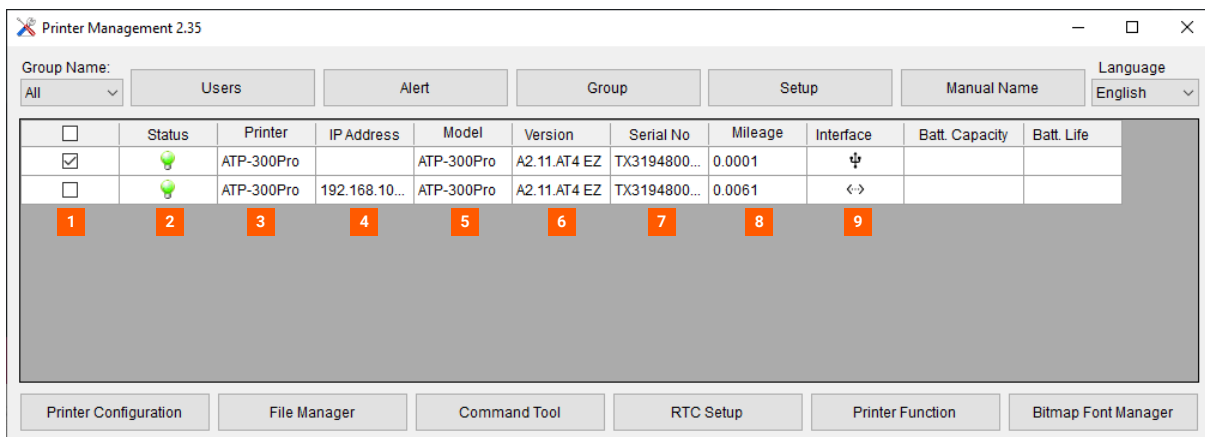 Printer Management 2.35
Group Name: Language
All Users Alert Group Setup Manual Name English
Status Printer IP Address Model Version Serial No Mileage Interface Batt. Capacity Batt. Life
ATP-300Pro ATP-300Pro A2.11.AT4 EZ TX3194800... 0.0001
ATP-300Pro 192.168.10... ATP-300Pro A2.11.AT4 EZ TX3194800... 0.0061
1 2 3 4 5 6 7 8 9
Printer Configuration File Manager Command Tool RTC Setup Printer Function Bitmap Font Manager